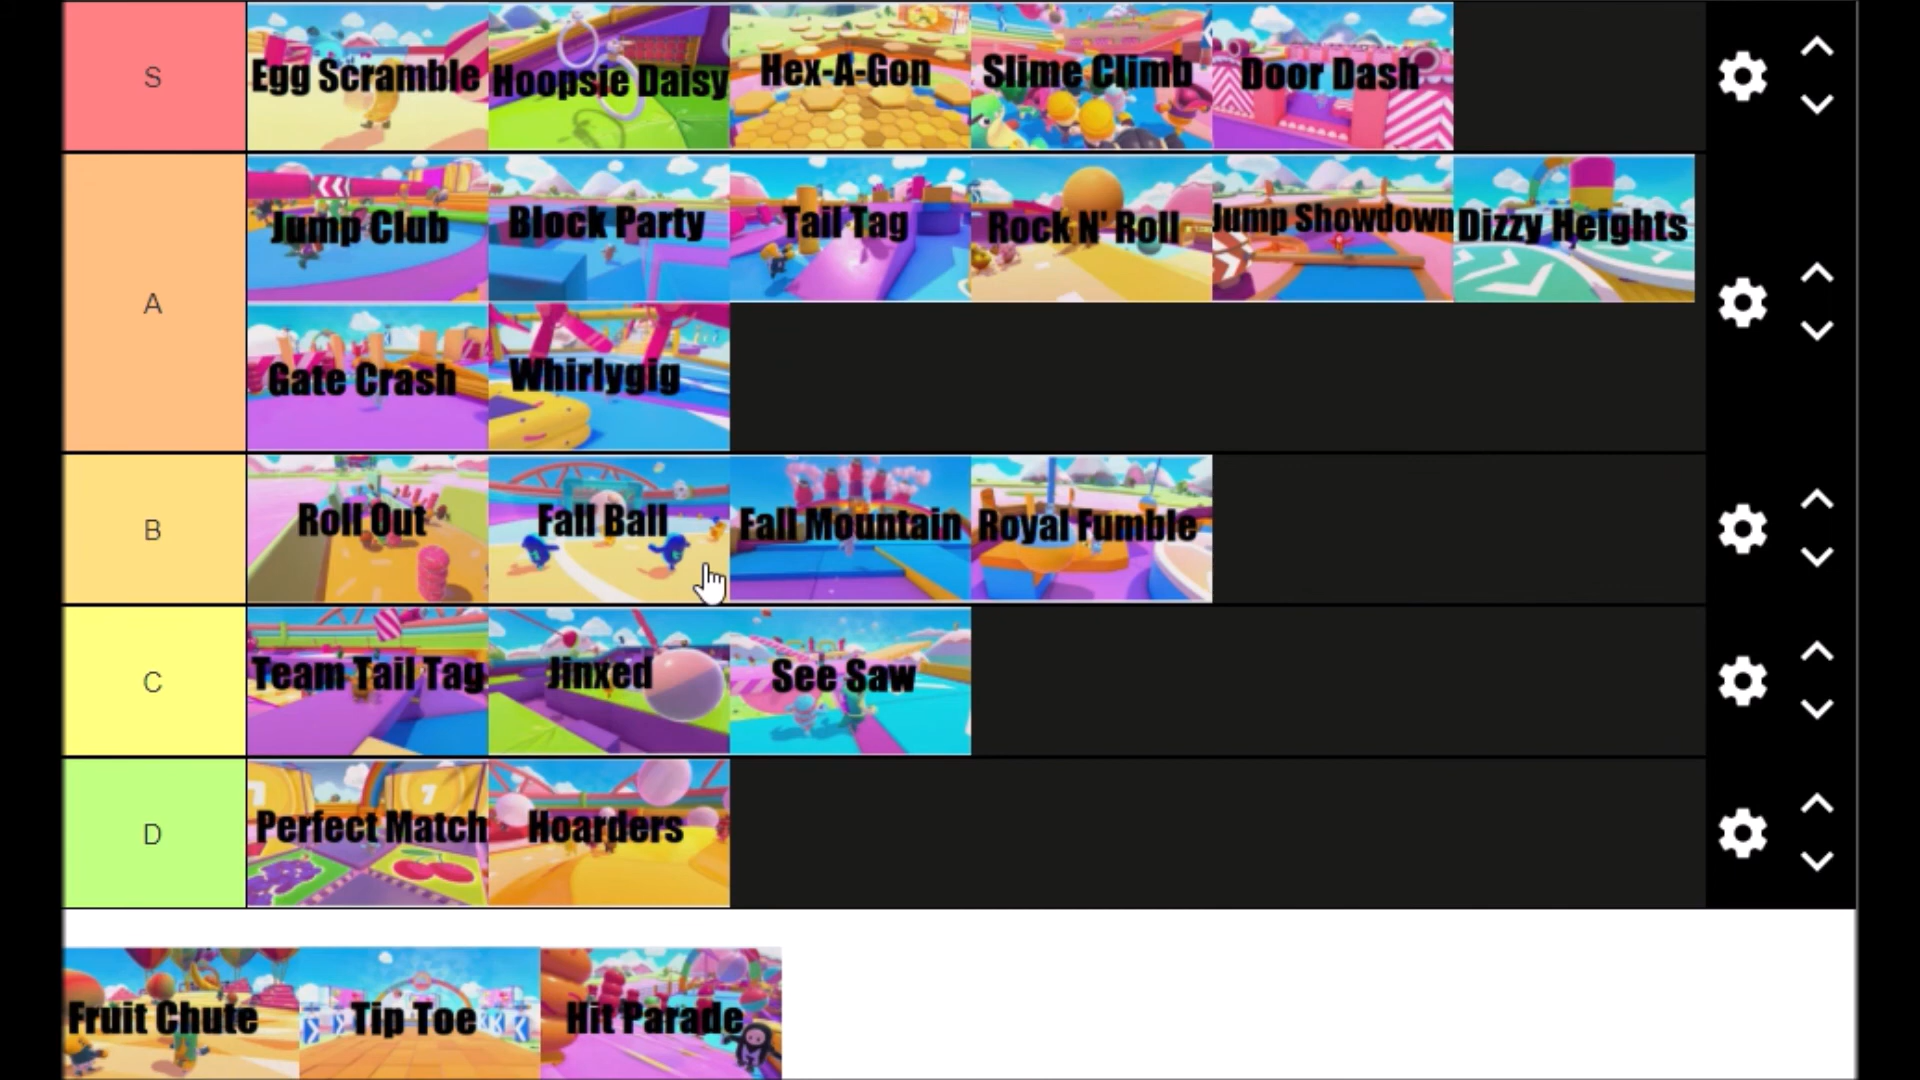 S
Egg Scramble
Hoopsie Daisy
Hex-A-Gon
Slime Climb
Door Dash
A
Jump Club
Block Party
Tail Tag
Rock N' Roll
Jump Showdown
Dizzy Heights
Gate Crash
Whirlygig
B
Roll Out
Fall Ball
Fall Mountain
Royal Fumble
C
Team Tail Tag
Jinxed
See Saw
D
Perfect Match
Hoarders
Fruit Chute
Tip Toe
Hit Parade